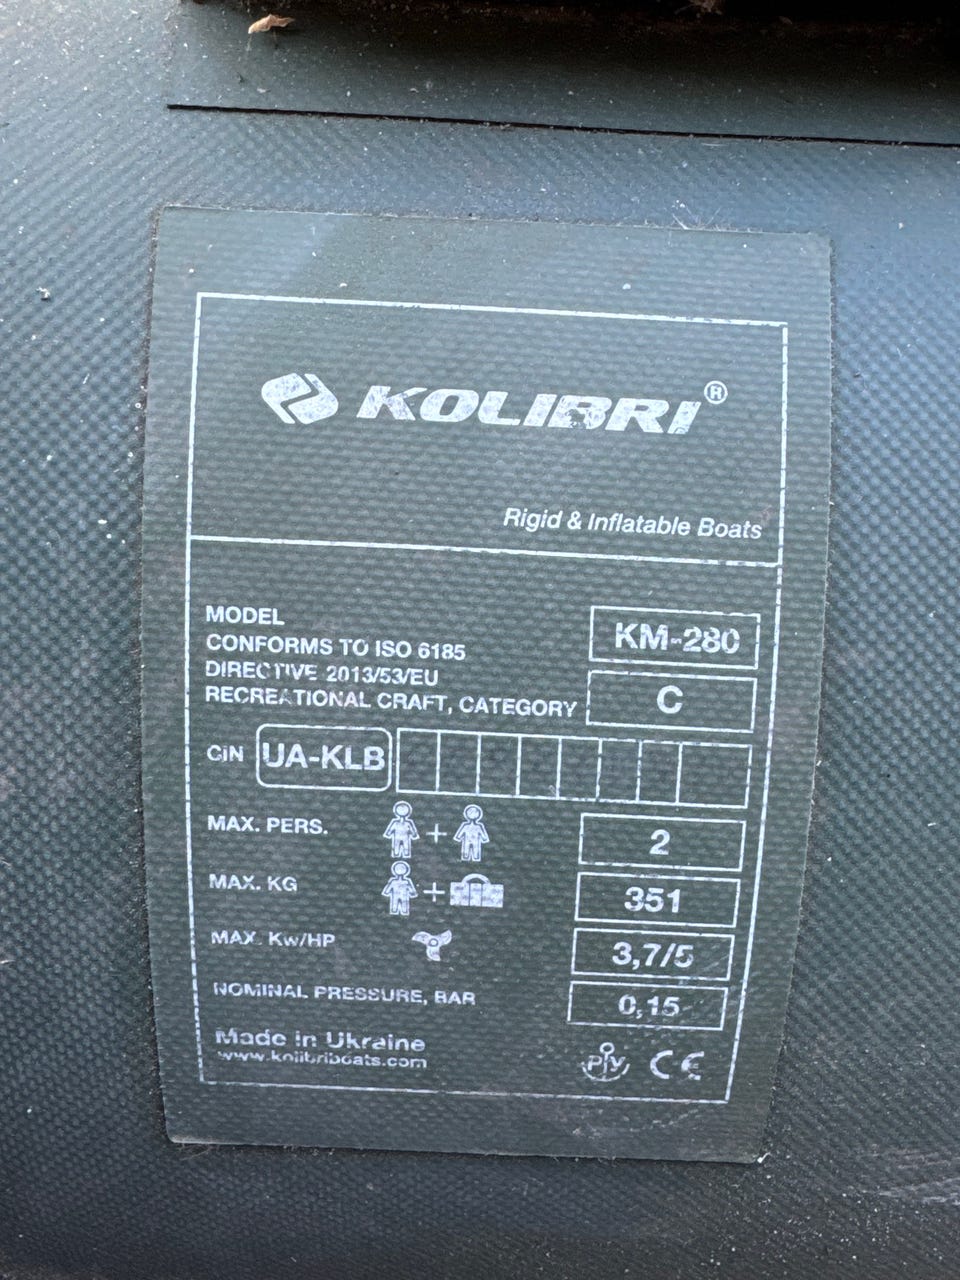 KOLIBRI®
Rigid & Inflatable Boats
MODEL KM-280
CONFORMS TO ISO 6185
DIRECTIVE 2013/53/EU
RECREATIONAL CRAFT, CATEGORY C
CiN UA-KLB
MAX. PERS. + 2
MAX. KG + 351
MAX. Kw/HP 3,7/5
NOMINAL PRESSURE, BAR 0,15
Made in Ukraine
www.kolibriboats.com
PiV CE